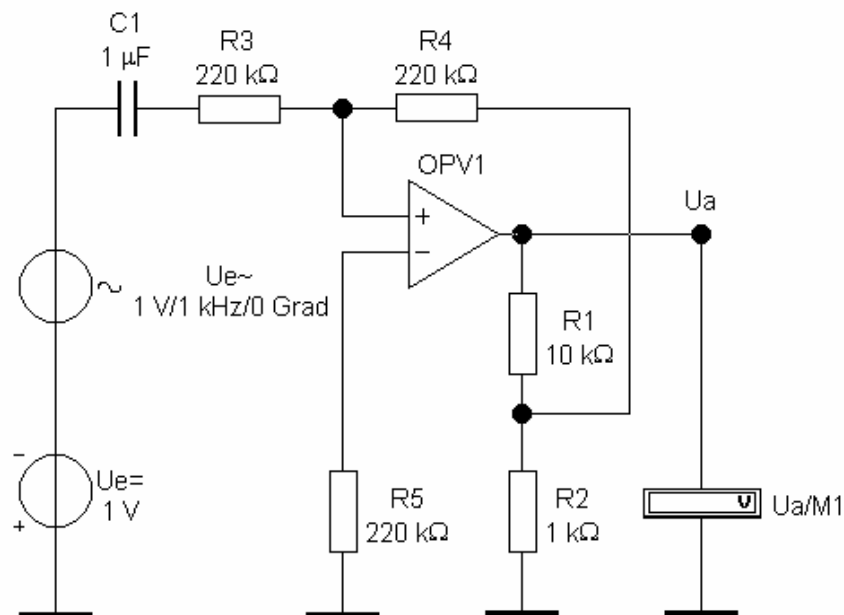 C1
1 µF
R3
220 kΩ
R4
220 kΩ
OPV1
+
−
Ua
Ue~
1 V/1 kHz/0 Grad
R1
10 kΩ
−
Ue=
1 V
+
R5
220 kΩ
R2
1 kΩ
V
Ua/M1